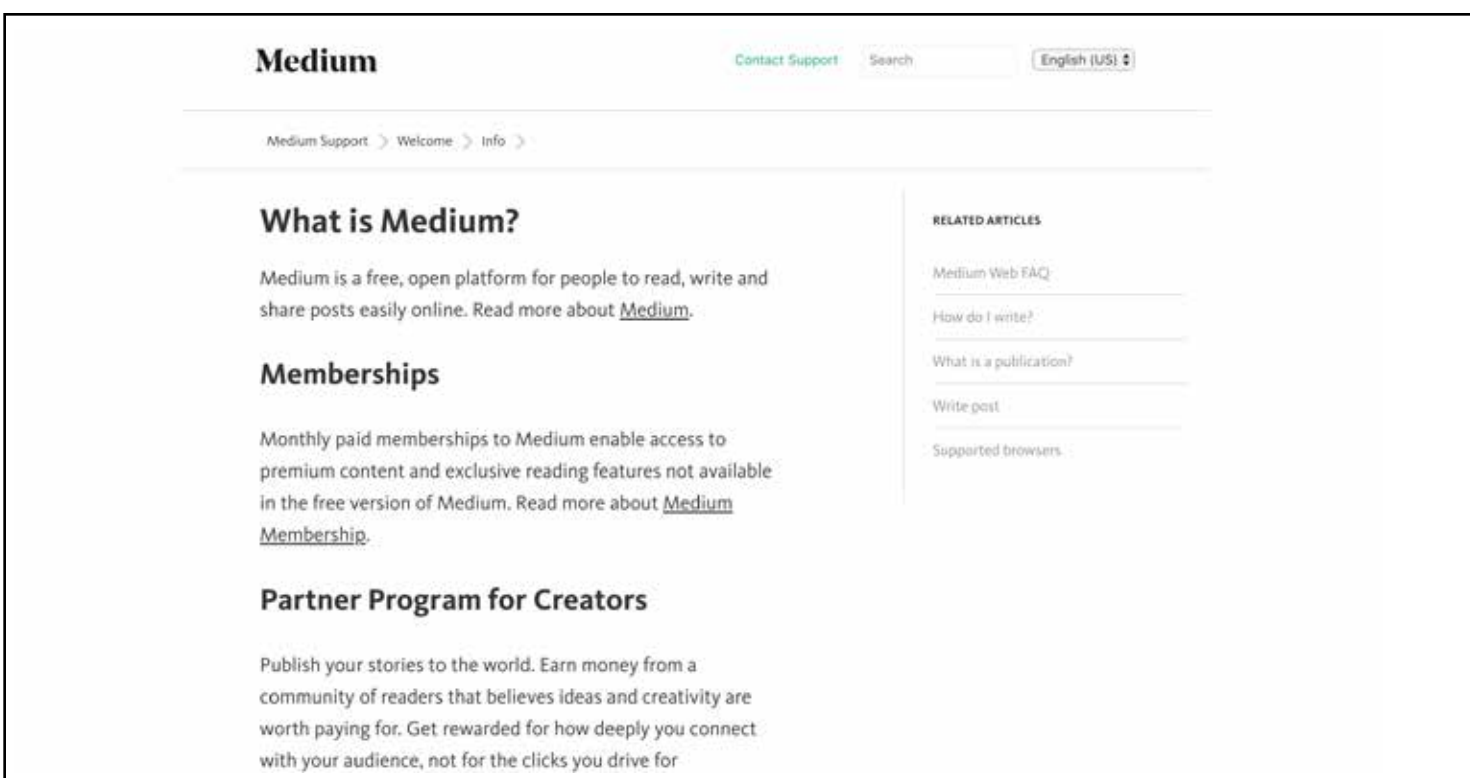 Medium
Contact Support
Search
English (US)
Medium Support
Welcome
Info
What is Medium?
Medium is a free, open platform for people to read, write and
share posts easily online. Read more about Medium.
Memberships
Monthly paid memberships to Medium enable access to
premium content and exclusive reading features not available
in the free version of Medium. Read more about Medium
Membership.
Partner Program for Creators
Publish your stories to the world. Earn money from a
community of readers that believes ideas and creativity are
worth paying for. Get rewarded for how deeply you connect
with your audience, not for the clicks you drive for
RELATED ARTICLES
Medium Web FAQ
How do I write?
What is a publication?
Write post
Supported browsers